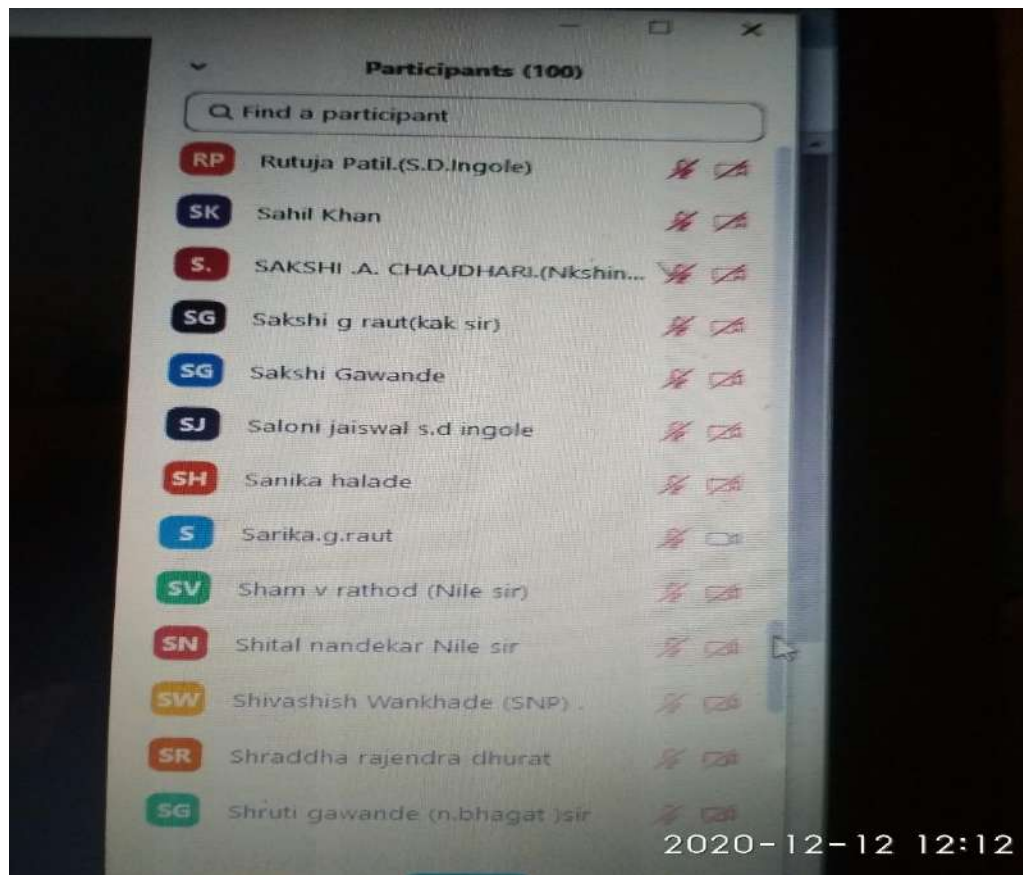 Participants (100)
Find a participant
RP Rutuja Patil.(S.D.Ingole)
SK Sahil Khan
S. SAKSHI .A. CHAUDHARI.(Nkshin...
SG Sakshi g raut(kak sir)
SG Sakshi Gawande
SJ Saloni jaiswal s.d ingole
SH Sanika halade
S Sarika.g.raut
SV Sham v rathod (Nile sir)
SN Shital nandekar Nile sir
SW Shivashish Wankhade (SNP) .
SR Shraddha rajendra dhurat
SG Shruti gawande (n.bhagat )sir
2020-12-12 12:12